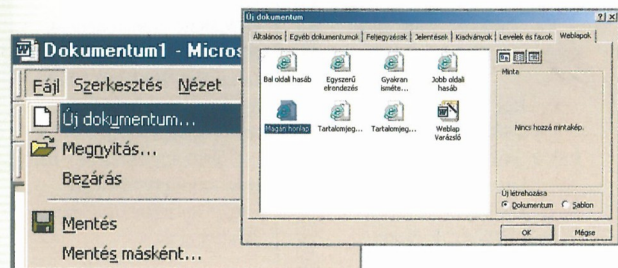 Dokumentum1 - Micros
Fájl Szerkesztés Nézet
Új dokumentum...
Megnyitás...
Bezárás
Mentés
Mentés másként...
Új dokumentum
Általános Egyéb dokumentumok Feljegyzések Jelentések Kiadványok Levelek és faxok Weblapok
Bal oldali hasáb
Egyszerű elrendezés
Gyakran isméte...
Jobb oldali hasáb
Magán honlap
Tartalomjeg...
Tartalomjeg...
Weblap Varázsló
Minta
Nincs hozzá mintakép.
Új létrehozása
Dokumentum Sablon
OK Mégse